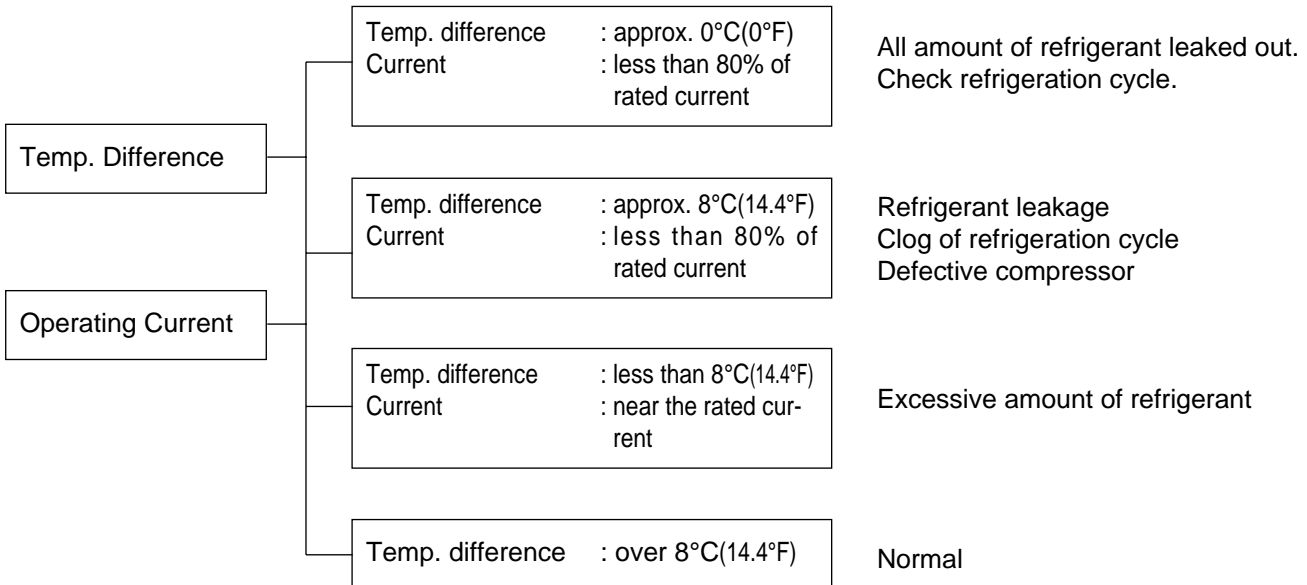 Temp. Difference
Operating Current
Temp. difference : approx. 0°C(0°F)
Current : less than 80% of
rated current
All amount of refrigerant leaked out.
Check refrigeration cycle.
Temp. difference : approx. 8°C(14.4°F)
Current : less than 80% of
rated current
Refrigerant leakage
Clog of refrigeration cycle
Defective compressor
Temp. difference : less than 8°C(14.4°F)
Current : near the rated cur-
rent
Excessive amount of refrigerant
Temp. difference : over 8°C(14.4°F)
Normal